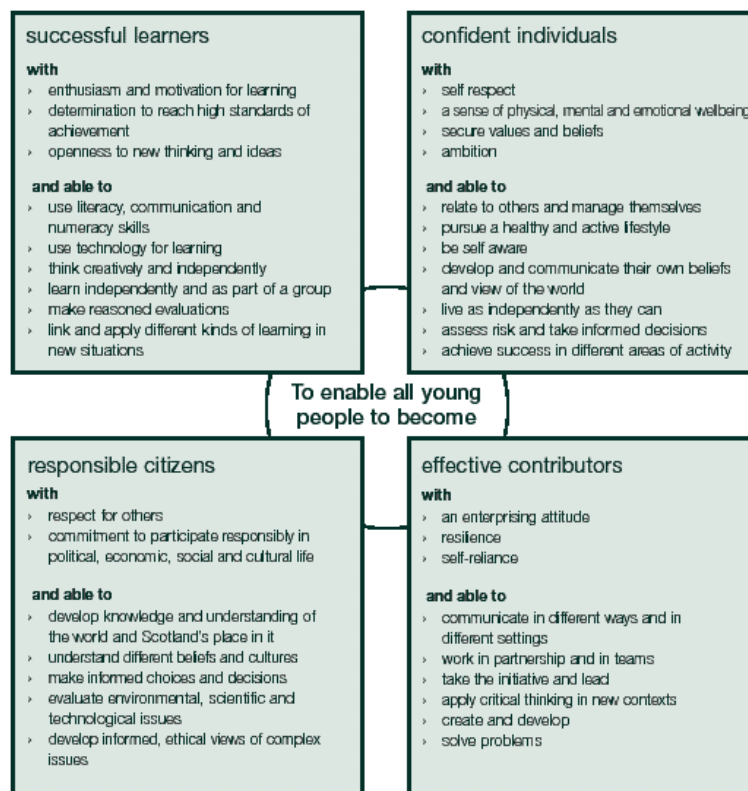 successful learners
with
› enthusiasm and motivation for learning
› determination to reach high standards of
achievement
› openness to new thinking and ideas
and able to
› use literacy, communication and
numeracy skills
› use technology for learning
› think creatively and independently
› learn independently and as part of a group
› make reasoned evaluations
› link and apply different kinds of learning in
new situations
confident individuals
with
› self respect
› a sense of physical, mental and emotional wellbeing
› secure values and beliefs
› ambition
and able to
› relate to others and manage themselves
› pursue a healthy and active lifestyle
› be self aware
› develop and communicate their own beliefs
and view of the world
› live as independently as they can
› assess risk and take informed decisions
› achieve success in different areas of activity
To enable all young
people to become
responsible citizens
with
› respect for others
› commitment to participate responsibly in
political, economic, social and cultural life
and able to
› develop knowledge and understanding of
the world and Scotland's place in it
› understand different beliefs and cultures
› make informed choices and decisions
› evaluate environmental, scientific and
technological issues
› develop informed, ethical views of complex
issues
effective contributors
with
› an enterprising attitude
› resilience
› self-reliance
and able to
› communicate in different ways and in
different settings
› work in partnership and in teams
› take the initiative and lead
› apply critical thinking in new contexts
› create and develop
› solve problems